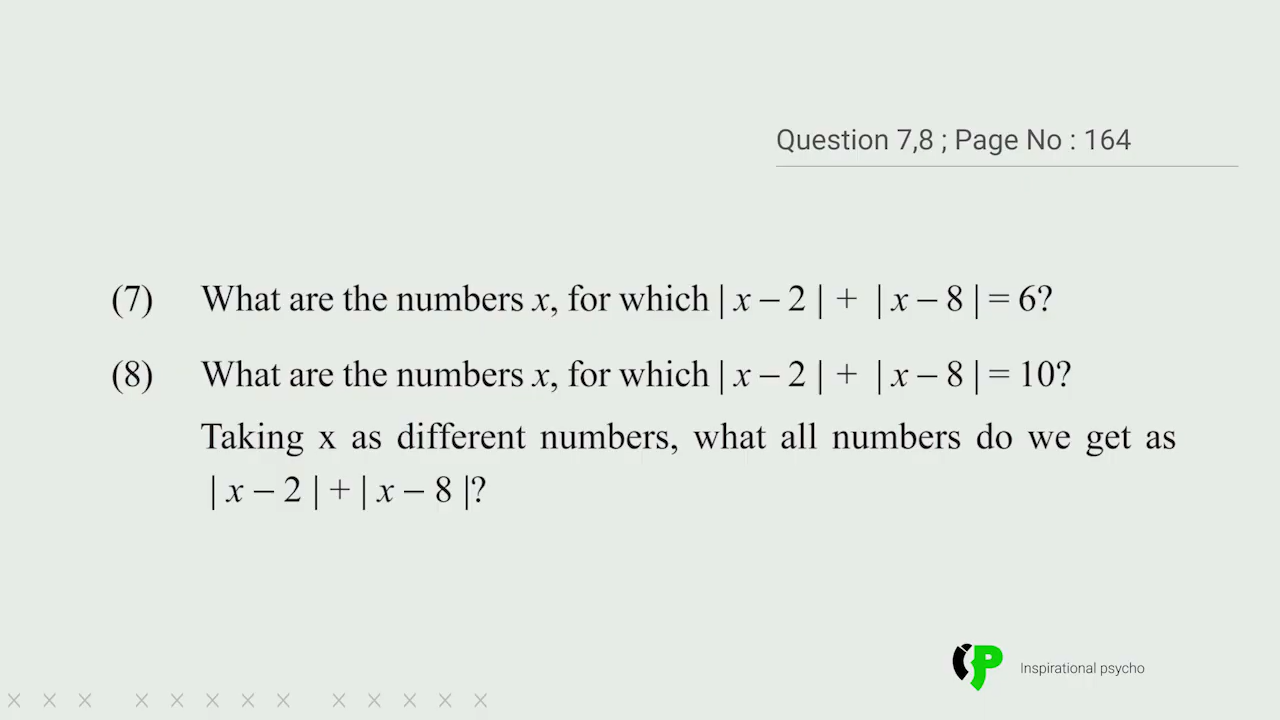 Question 7,8 ; Page No : 164
(7) What are the numbers x, for which | x – 2 | + | x – 8 | = 6?
(8) What are the numbers x, for which | x – 2 | + | x – 8 | = 10?
Taking x as different numbers, what all numbers do we get as
| x – 2 | + | x – 8 |?
Inspirational psycho